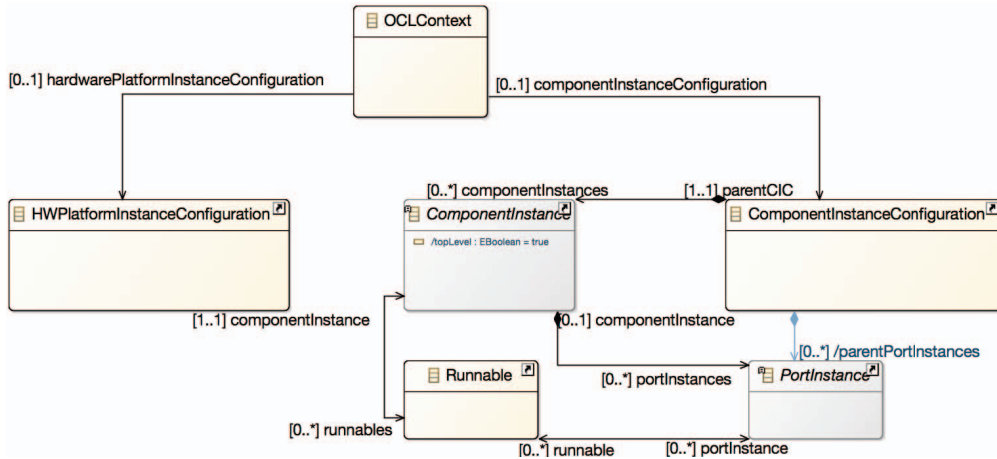 OCLContext
[0..1] hardwarePlatformInstanceConfiguration
[0..1] componentInstanceConfiguration
[0..*] componentInstances
[1..1] parentCIC
HWPlatformInstanceConfiguration
ComponentInstance
ComponentInstanceConfiguration
/topLevel : EBoolean = true
[1..1] componentInstance
[0..1] componentInstance
[0..*] /parentPortInstances
Runnable
[0..*] portInstances
PortInstance
[0..*] runnables
[0..*] runnable
[0..*] portInstance